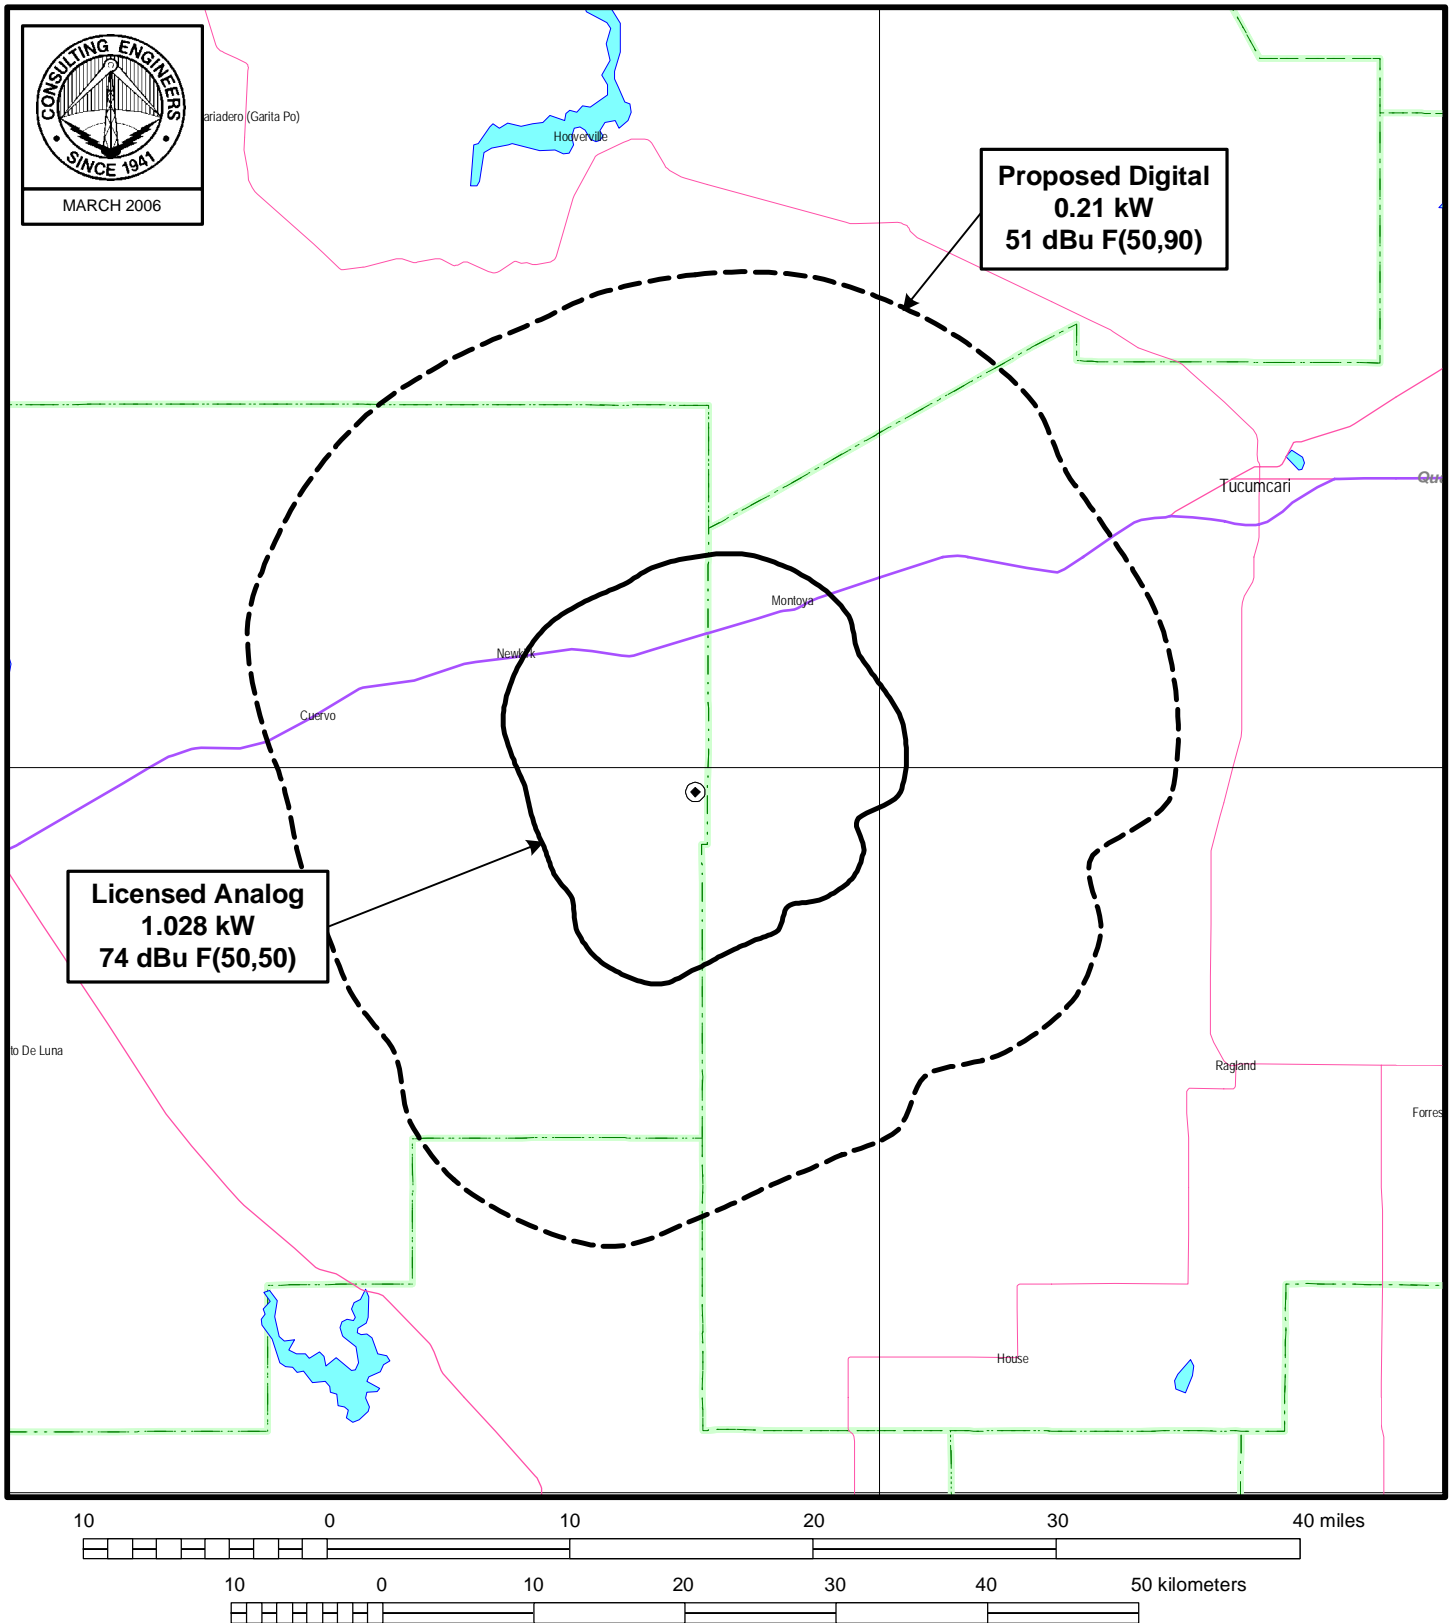 CONSULTING ENGINEERS
• SINCE 1941 •
MARCH 2006
ariadero (Garita Po)
Hooverville
Proposed Digital
0.21 kW
51 dBu F(50,90)
Tucumcari
Qu
Montoya
Newkirk
Cuervo
Licensed Analog
1.028 kW
74 dBu F(50,50)
to De Luna
Ragland
Forres
House
10 0 10 20 30 40 miles
10 0 10 20 30 40 50 kilometers